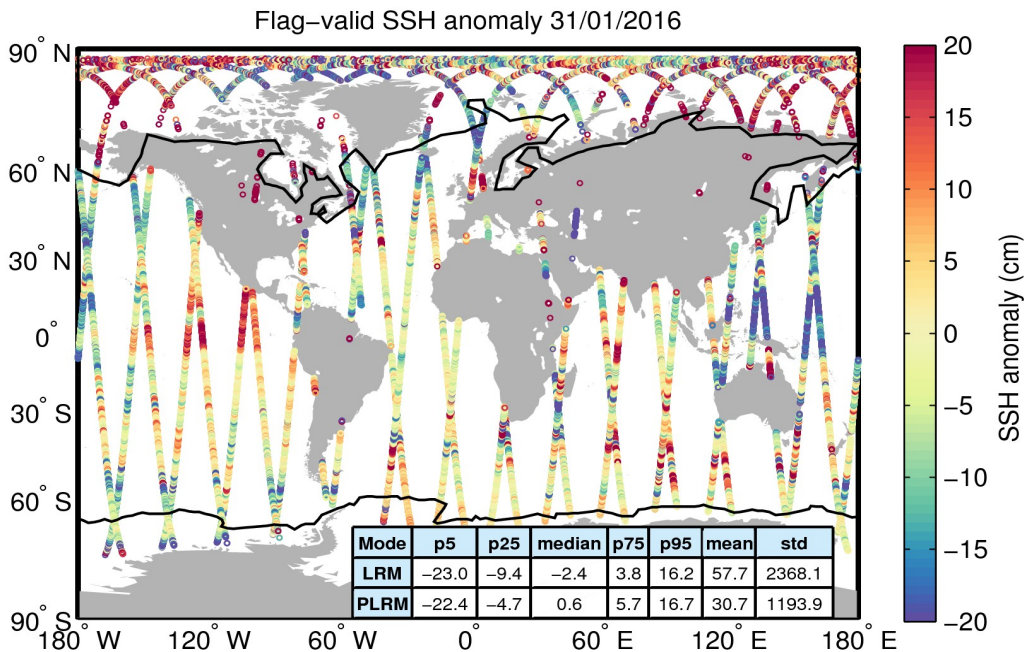 Flag−valid SSH anomaly 31/01/2016
90° N
60° N
30° N
0°
30° S
60° S
90° S
180° W 120° W 60° W 0° 60° E 120° E 180° E
Mode p5 p25 median p75 p95 mean std
LRM −23.0 −9.4 −2.4 3.8 16.2 57.7 2368.1
PLRM −22.4 −4.7 0.6 5.7 16.7 30.7 1193.9
20
15
10
5
0
−5
−10
−15
−20
SSH anomaly (cm)